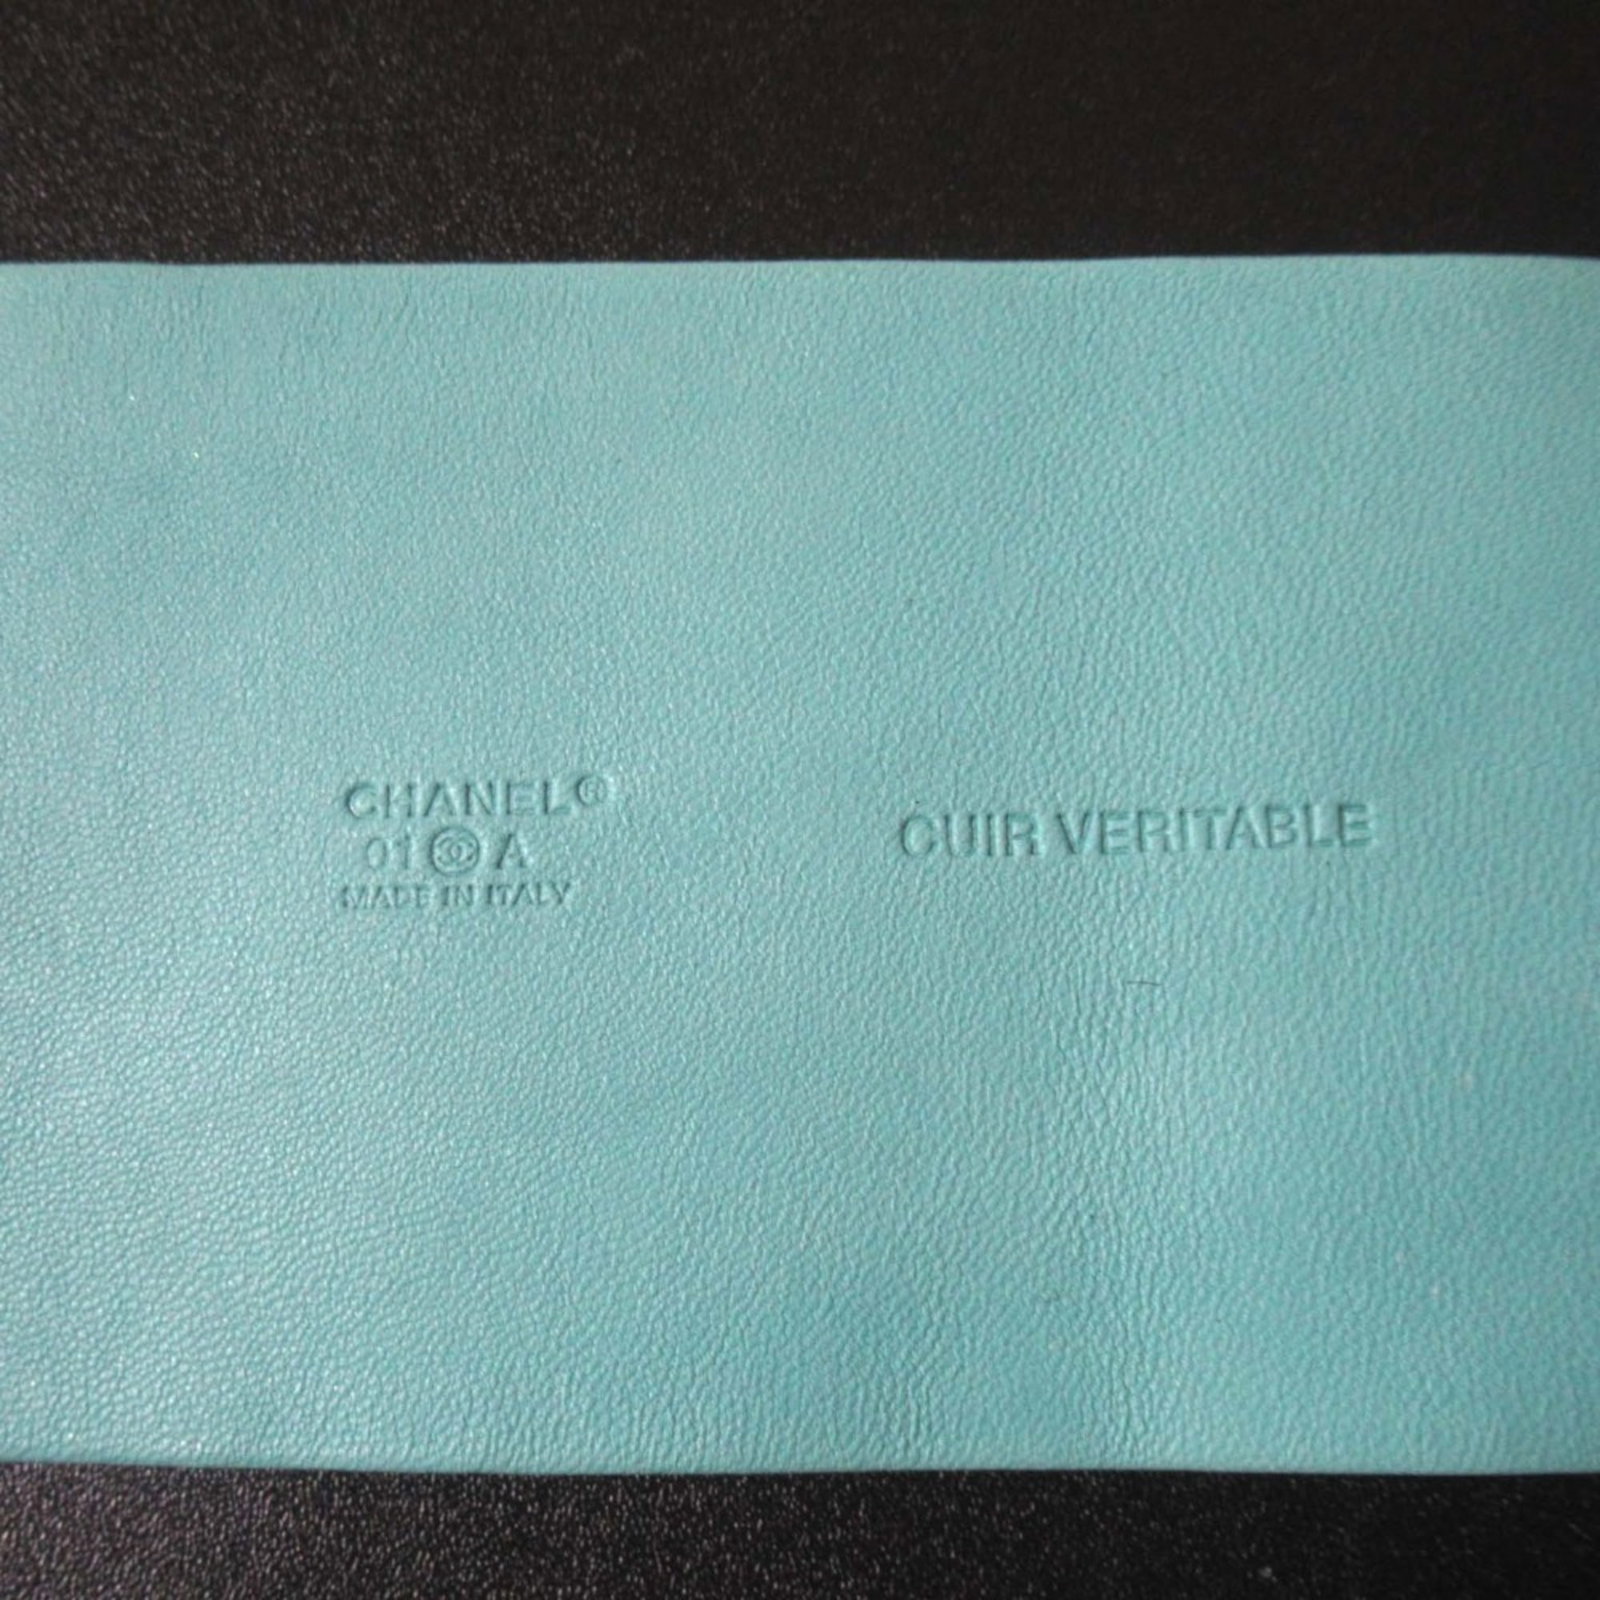 CHANEL®
01 A
MADE IN ITALY
CUIR VERITABLE